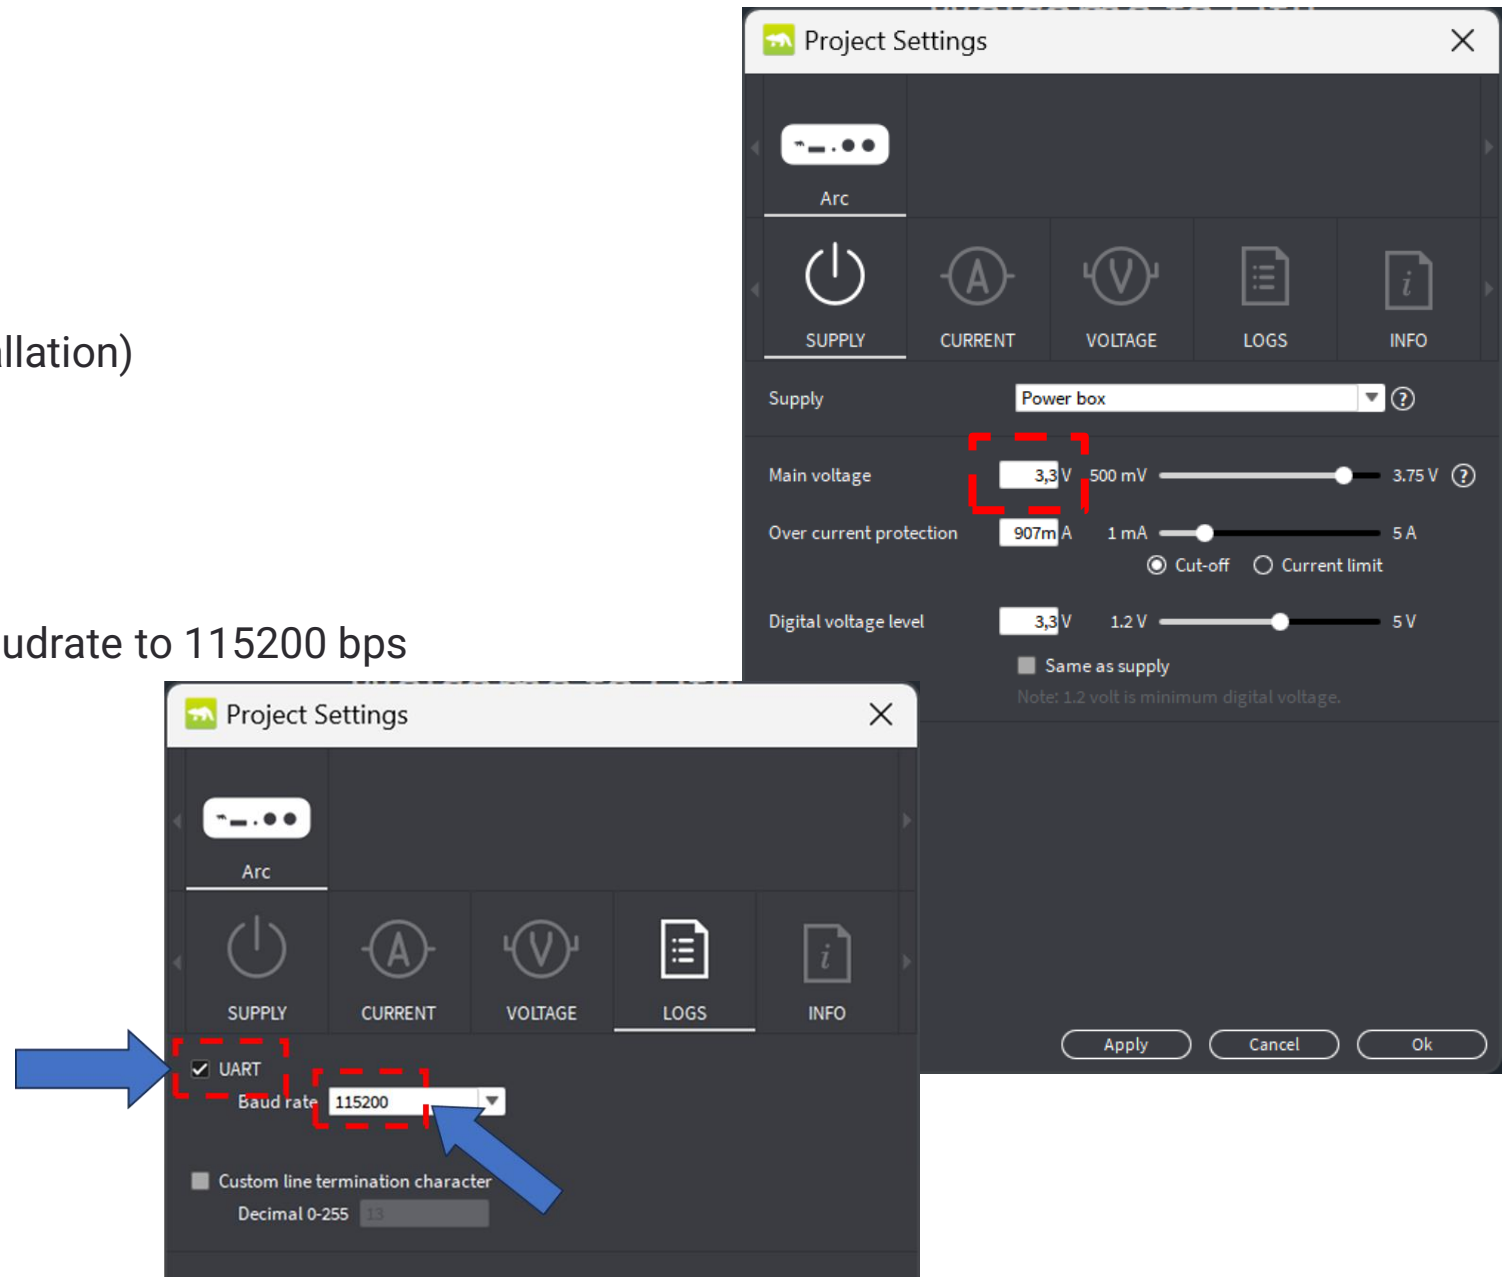 Project Settings
Arc
SUPPLY CURRENT VOLTAGE LOGS INFO
allation)
Supply Power box ?
Main voltage 3,3 V 500 mV 3.75 V ?
Over current protection 907m A 1 mA 5 A
Cut-off Current limit
Digital voltage level 3,3 V 1.2 V 5 V
udrate to 115200 bps
Same as supply
Note: 1.2 volt is minimum digital voltage.
Apply Cancel Ok
Project Settings
Arc
SUPPLY CURRENT VOLTAGE LOGS INFO
UART
Baud rate 115200
Custom line termination character
Decimal 0-255 13